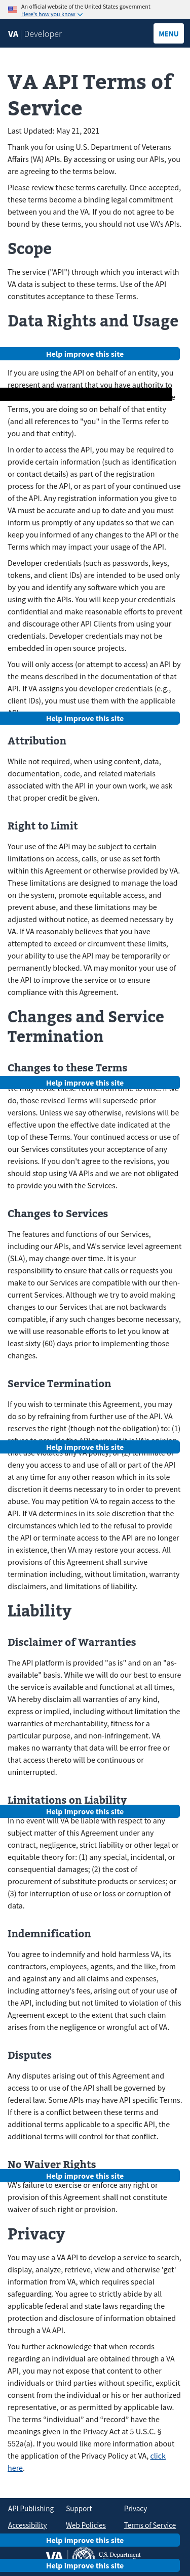 An official website of the United States government
Here's how you know
VA | Developer
MENU
VA API Terms of
Service
Last Updated: May 21, 2021
Thank you for using U.S. Department of Veterans
Affairs (VA) APIs. By accessing or using our APIs, you
are agreeing to the terms below.
Please review these terms carefully. Once accepted,
these terms become a binding legal commitment
between you and the VA. If you do not agree to be
bound by these terms, you should not use VA's APIs.
Scope
The service ("API") through which you interact with
VA data is subject to these terms. Use of the API
constitutes acceptance to these Terms.
Data Rights and Usage
Help improve this site
If you are using the API on behalf of an entity, you
represent and warrant that you have authority to
Terms, you are doing so on behalf of that entity
(and all references to "you" in the Terms refer to
you and that entity).
In order to access the API, you may be required to
provide certain information (such as identification
or contact details) as part of the registration
process for the API, or as part of your continued use
of the API. Any registration information you give to
VA must be accurate and up to date and you must
inform us promptly of any updates so that we can
keep you informed of any changes to the API or the
Terms which may impact your usage of the API.
Developer credentials (such as passwords, keys,
tokens, and client IDs) are intended to be used only
by you and identify any software which you are
using with the APIs. You will keep your credentials
confidential and make reasonable efforts to prevent
and discourage other API Clients from using your
credentials. Developer credentials may not be
embedded in open source projects.
You will only access (or attempt to access) an API by
the means described in the documentation of that
API. If VA assigns you developer credentials (e.g.,
client IDs), you must use them with the applicable
Help improve this site
Attribution
While not required, when using content, data,
documentation, code, and related materials
associated with the API in your own work, we ask
that proper credit be given.
Right to Limit
Your use of the API may be subject to certain
limitations on access, calls, or use as set forth
within this Agreement or otherwise provided by VA.
These limitations are designed to manage the load
on the system, promote equitable access, and
prevent abuse, and these limitations may be
adjusted without notice, as deemed necessary by
VA. If VA reasonably believes that you have
attempted to exceed or circumvent these limits,
your ability to use the API may be temporarily or
permanently blocked. VA may monitor your use of
the API to improve the service or to ensure
compliance with this Agreement.
Changes and Service
Termination
Changes to these Terms
Help improve this site
We may revise these Terms from time to time. If we
do, those revised Terms will supersede prior
versions. Unless we say otherwise, revisions will be
effective upon the effective date indicated at the
top of these Terms. Your continued access or use of
our Services constitutes your acceptance of any
revisions. If you don't agree to the revisions, you
should stop using VA APIs and we are not obligated
to provide you with the Services.
Changes to Services
The features and functions of our Services,
including our APIs, and VA's service level agreement
(SLA), may change over time. It is your
responsibility to ensure that calls or requests you
make to our Services are compatible with our then-
current Services. Although we try to avoid making
changes to our Services that are not backwards
compatible, if any such changes become necessary,
we will use reasonable efforts to let you know at
least sixty (60) days prior to implementing those
changes.
Service Termination
If you wish to terminate this Agreement, you may
do so by refraining from further use of the API. VA
reserves the right (though not the obligation) to: (1)
Help improve this site
deny you access to any use of all or part of the API
at any time for any other reason which in its sole
discretion it deems necessary to in order to prevent
abuse. You may petition VA to regain access to the
API. If VA determines in its sole discretion that the
circumstances which led to the refusal to provide
the API or terminate access to the API are no longer
in existence, then VA may restore your access. All
provisions of this Agreement shall survive
termination including, without limitation, warranty
disclaimers, and limitations of liability.
Liability
Disclaimer of Warranties
The API platform is provided "as is" and on an "as-
available" basis. While we will do our best to ensure
the service is available and functional at all times,
VA hereby disclaim all warranties of any kind,
express or implied, including without limitation the
warranties of merchantability, fitness for a
particular purpose, and non-infringement. VA
makes no warranty that data will be error free or
that access thereto will be continuous or
uninterrupted.
Limitations on Liability
Help improve this site
In no event will VA be liable with respect to any
subject matter of this Agreement under any
contract, negligence, strict liability or other legal or
equitable theory for: (1) any special, incidental, or
consequential damages; (2) the cost of
procurement of substitute products or services; or
(3) for interruption of use or loss or corruption of
data.
Indemnification
You agree to indemnify and hold harmless VA, its
contractors, employees, agents, and the like, from
and against any and all claims and expenses,
including attorney's fees, arising out of your use of
the API, including but not limited to violation of this
Agreement except to the extent that such claim
arises from the negligence or wrongful act of VA.
Disputes
Any disputes arising out of this Agreement and
access to or use of the API shall be governed by
federal law. Some APIs may have API specific Terms.
If there is a conflict between these terms and
additional terms applicable to a specific API, the
additional terms will control for that conflict.
No Waiver Rights
Help improve this site
VA's failure to exercise or enforce any right or
provision of this Agreement shall not constitute
waiver of such right or provision.
Privacy
You may use a VA API to develop a service to search,
display, analyze, retrieve, view and otherwise 'get'
information from VA, which requires special
safeguarding. You agree to strictly abide by all
applicable federal and state laws regarding the
protection and disclosure of information obtained
through a VA API.
You further acknowledge that when records
regarding an individual are obtained through a VA
API, you may not expose that content to other
individuals or third parties without specific, explicit
consent from the individual or his or her authorized
representative, or as permitted by applicable law.
The terms "individual" and "record" have the
meanings given in the Privacy Act at 5 U.S.C. §
552a(a). If you would like more information about
the application of the Privacy Policy at VA, click
here.
API Publishing Support Privacy
Accessibility Web Policies Terms of Service
Help improve this site
VA U.S. Department
Help improve this site